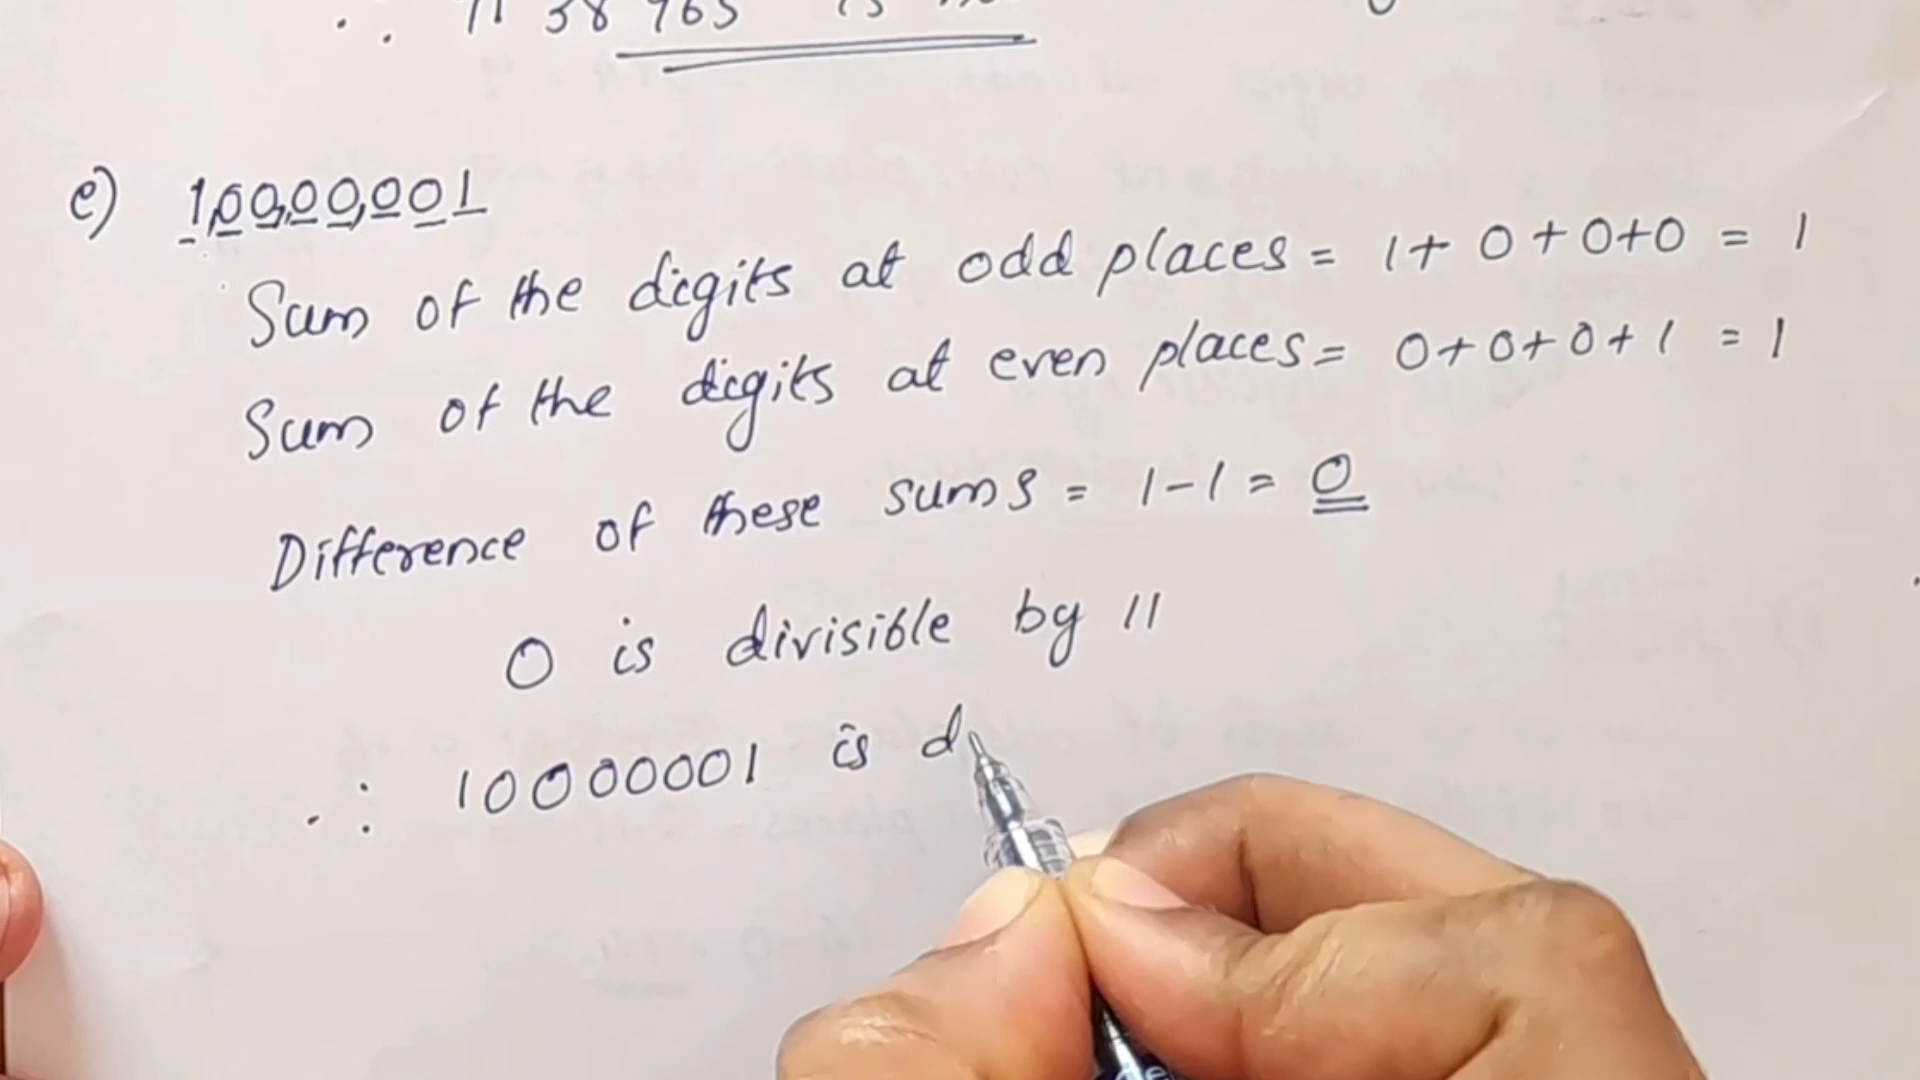 ∴ 7138965 is
e) 1,00,00,001
Sum of the digits at odd places = 1 + 0 + 0 + 0 = 1
Sum of the digits at even places = 0 + 0 + 0 + 1 = 1
Difference of these sums = 1 - 1 = 0
0 is divisible by 11
∴ 10000001 is d